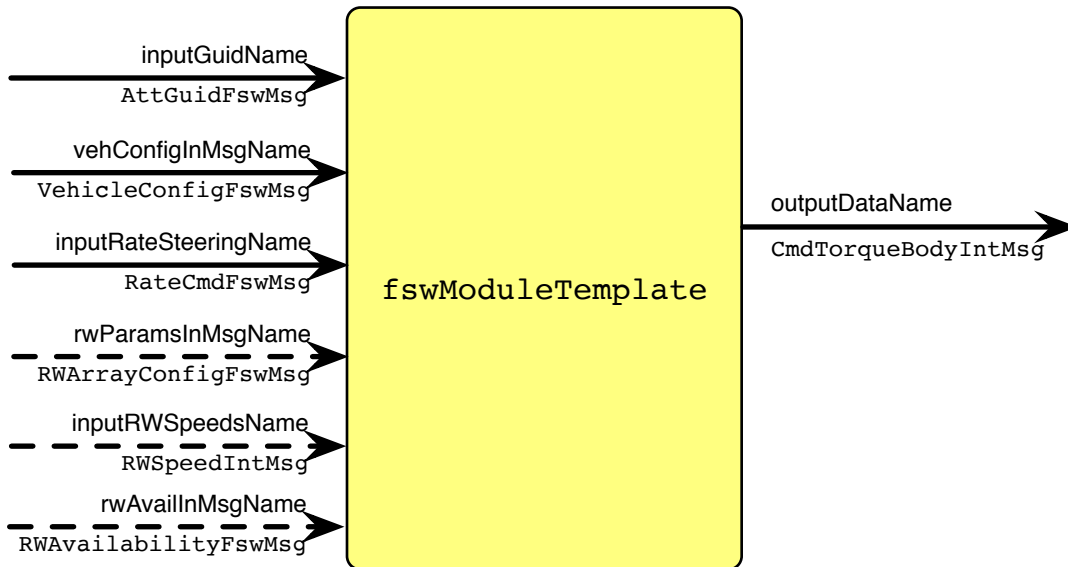 inputGuidName
AttGuidFswMsg
vehConfigInMsgName
VehicleConfigFswMsg
inputRateSteeringName
RateCmdFswMsg
rwParamsInMsgName
RWArrayConfigFswMsg
inputRWSpeedsName
RWSpeedIntMsg
rwAvailInMsgName
RWAvailabilityFswMsg
fswModuleTemplate
outputDataName
CmdTorqueBodyIntMsg